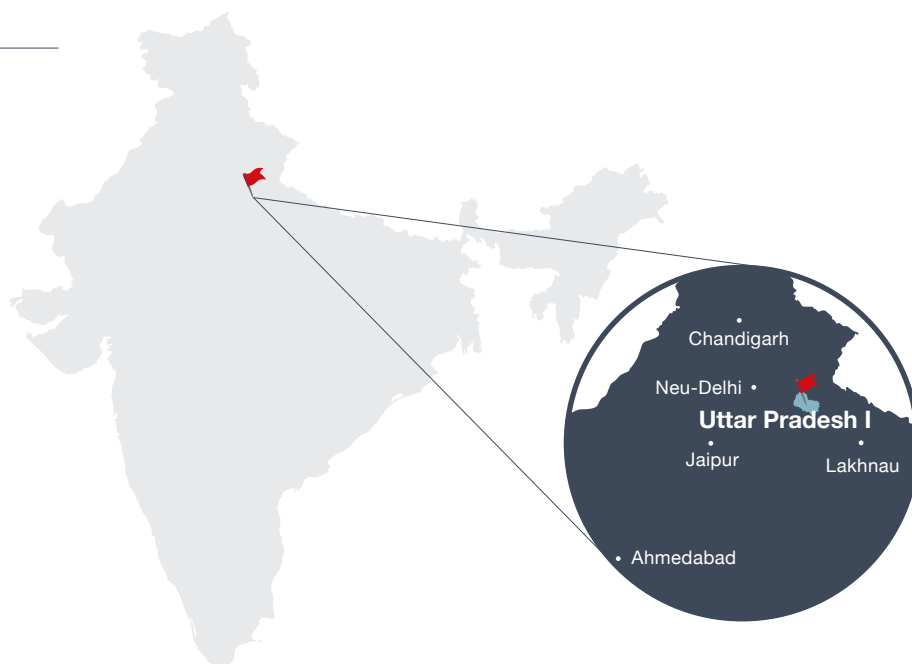 Chandigarh
Neu-Delhi
Uttar Pradesh I
Jaipur
Lakhnau
Ahmedabad